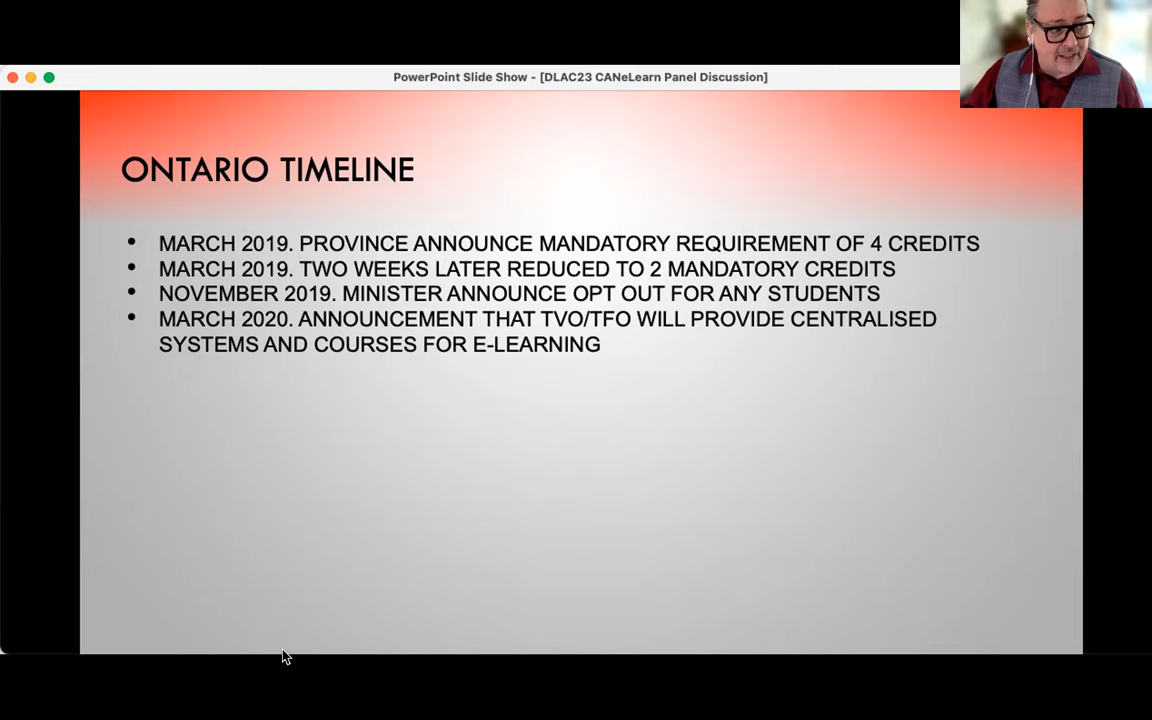 PowerPoint Slide Show - [DLAC23 CANeLearn Panel Discussion]
ONTARIO TIMELINE
• MARCH 2019. PROVINCE ANNOUNCE MANDATORY REQUIREMENT OF 4 CREDITS
• MARCH 2019. TWO WEEKS LATER REDUCED TO 2 MANDATORY CREDITS
• NOVEMBER 2019. MINISTER ANNOUNCE OPT OUT FOR ANY STUDENTS
• MARCH 2020. ANNOUNCEMENT THAT TVO/TFO WILL PROVIDE CENTRALISED
SYSTEMS AND COURSES FOR E-LEARNING